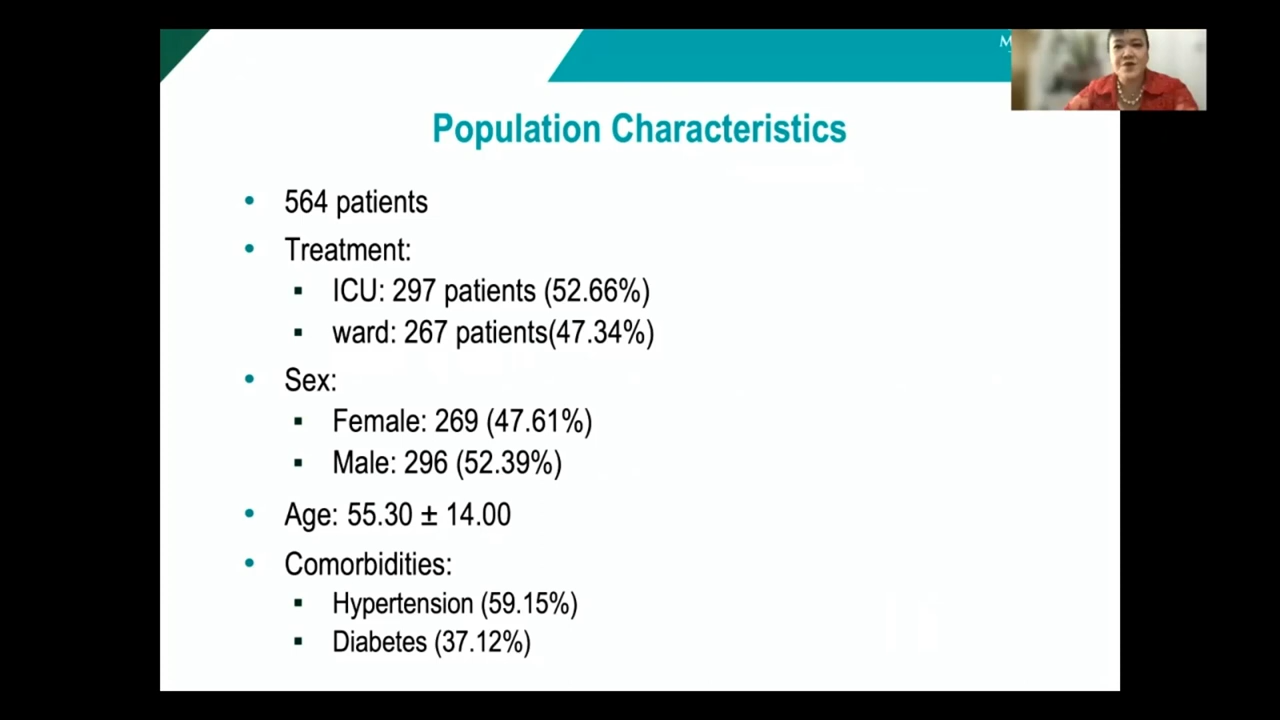 Population Characteristics
• 564 patients
• Treatment:
▪ ICU: 297 patients (52.66%)
▪ ward: 267 patients(47.34%)
• Sex:
▪ Female: 269 (47.61%)
▪ Male: 296 (52.39%)
• Age: 55.30 ± 14.00
• Comorbidities:
▪ Hypertension (59.15%)
▪ Diabetes (37.12%)